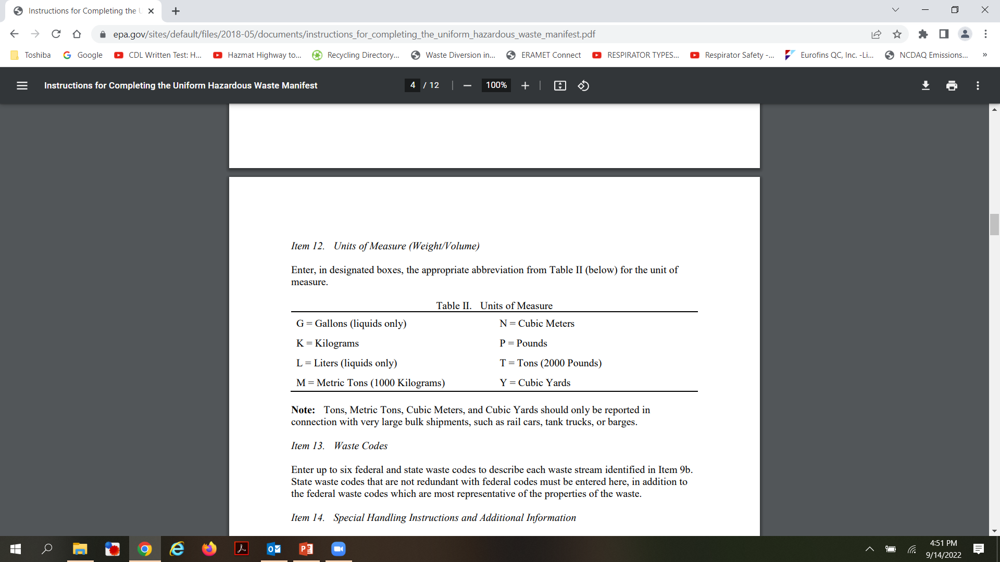 Instructions for Completing the U
epa.gov/sites/default/files/2018-05/documents/instructions_for_completing_the_uniform_hazardous_waste_manifest.pdf
Toshiba Google CDL Written Test: H... Hazmat Highway to... Recycling Directory... Waste Diversion in... ERAMET Connect RESPIRATOR TYPES... Respirator Safety -... Eurofins QC, Inc. -Li... NCDAQ Emissions... »
Instructions for Completing the Uniform Hazardous Waste Manifest 4 / 12 100%
Item 12. Units of Measure (Weight/Volume)
Enter, in designated boxes, the appropriate abbreviation from Table II (below) for the unit of
measure.
Table II. Units of Measure
G = Gallons (liquids only) N = Cubic Meters
K = Kilograms P = Pounds
L = Liters (liquids only) T = Tons (2000 Pounds)
M = Metric Tons (1000 Kilograms) Y = Cubic Yards
Note: Tons, Metric Tons, Cubic Meters, and Cubic Yards should only be reported in
connection with very large bulk shipments, such as rail cars, tank trucks, or barges.
Item 13. Waste Codes
Enter up to six federal and state waste codes to describe each waste stream identified in Item 9b.
State waste codes that are not redundant with federal codes must be entered here, in addition to
the federal waste codes which are most representative of the properties of the waste.
Item 14. Special Handling Instructions and Additional Information
4:51 PM
9/14/2022